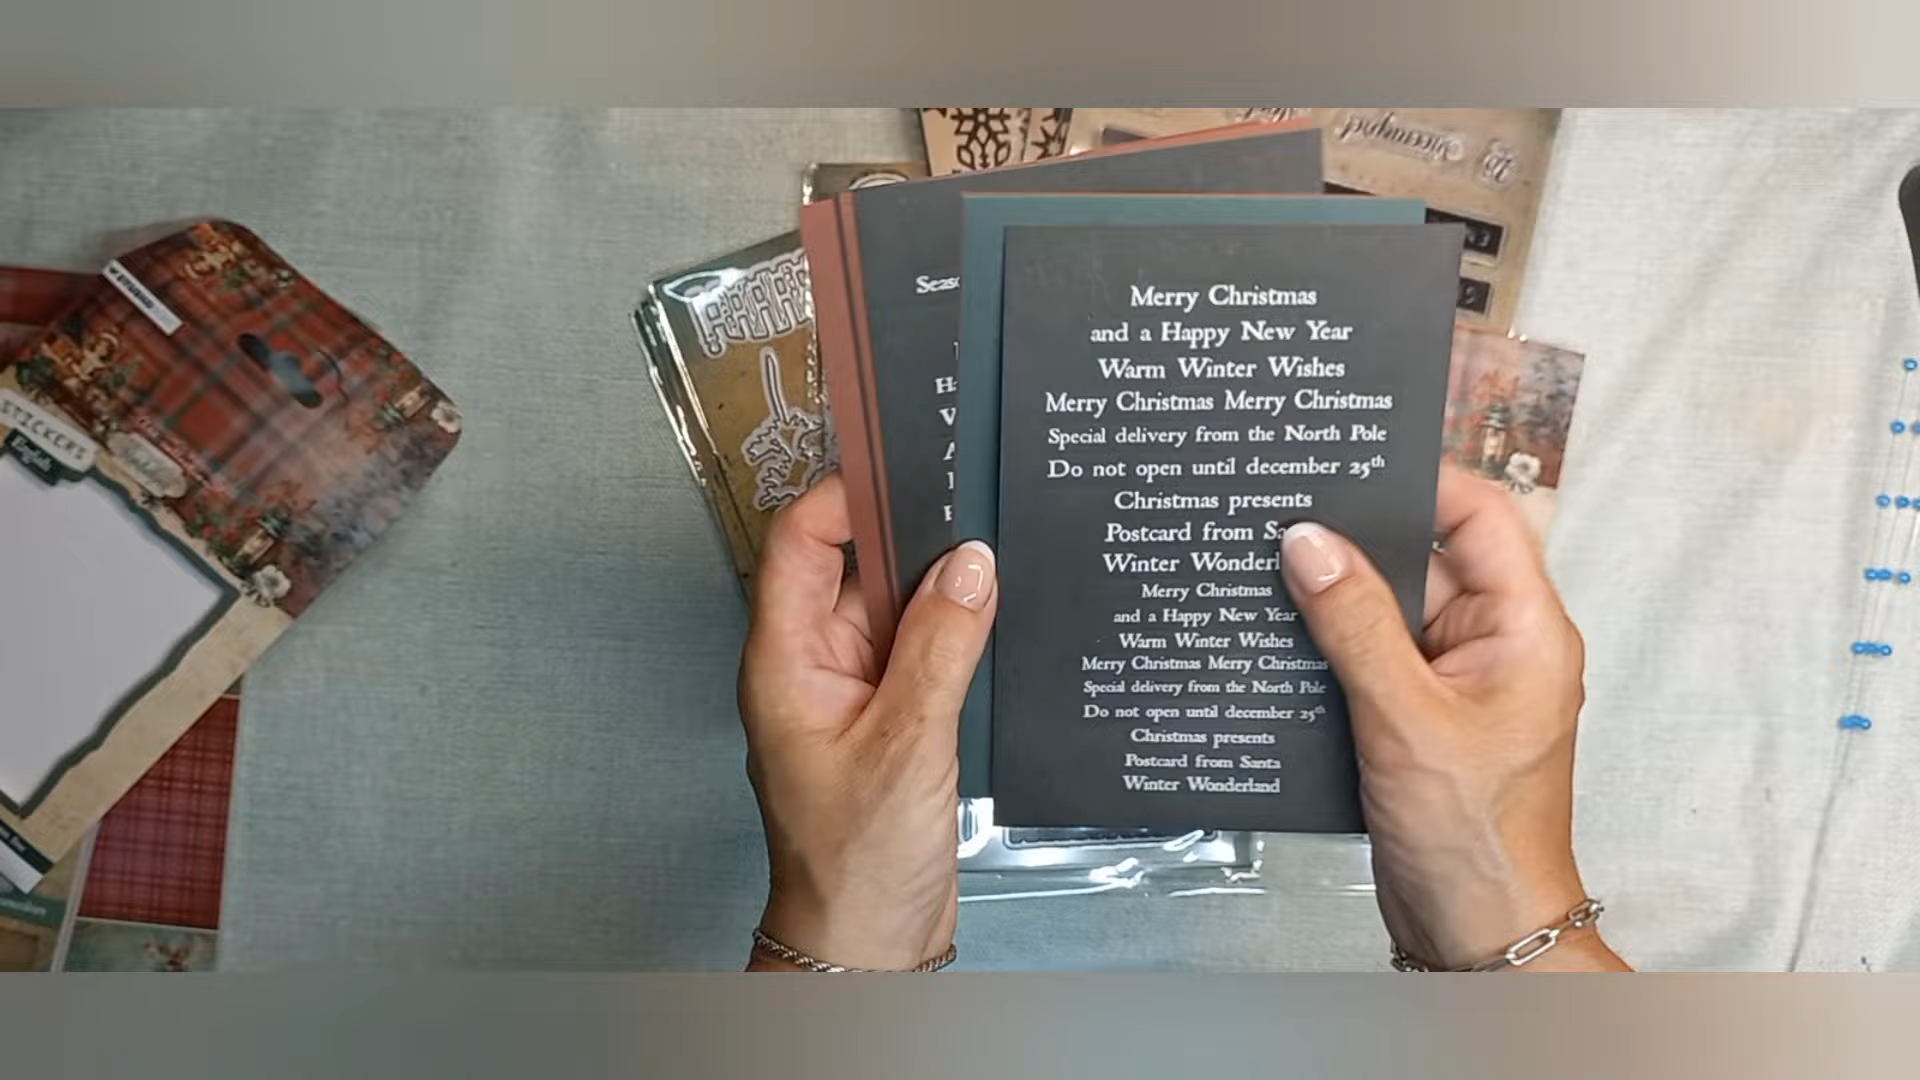 STICKERS
English
Merry Christmas
and a Happy New Year
Warm Winter Wishes
Merry Christmas Merry Christmas
Special delivery from the North Pole
Do not open until december 25th
Christmas presents
Postcard from
Winter
Merry Christmas
and a Happy New Year
Warm Winter Wishes
Merry Christmas Merry Christmas
Special delivery from the North Pole
Do not open until december 25th
Christmas presents
Postcard from Santa
Winter Wonderland